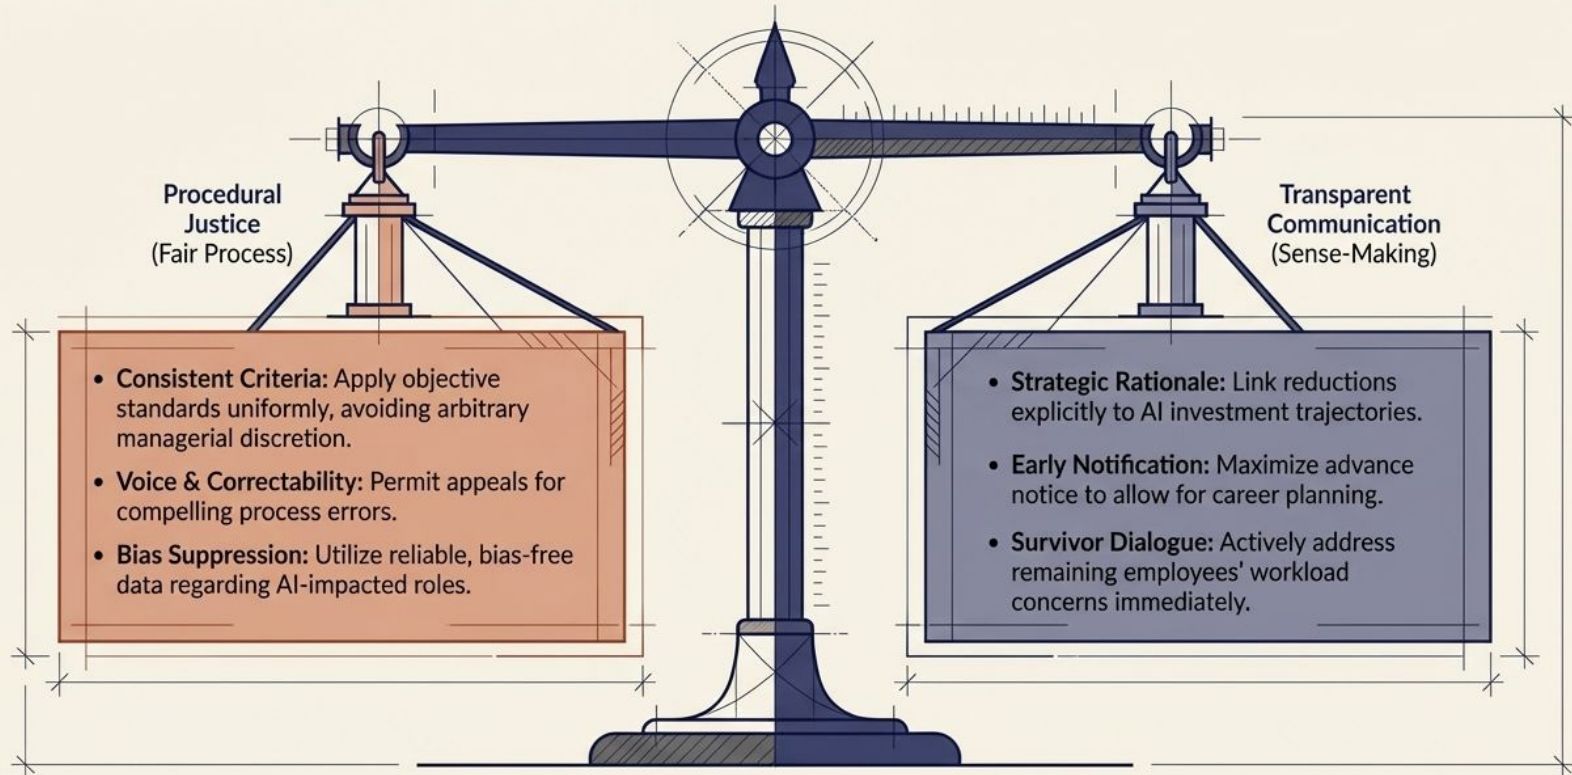 Procedural
Justice
(Fair Process)
• Consistent Criteria: Apply objective
standards uniformly, avoiding arbitrary
managerial discretion.
• Voice & Correctability: Permit appeals for
compelling process errors.
• Bias Suppression: Utilize reliable, bias-free
data regarding AI-impacted roles.
Transparent
Communication
(Sense-Making)
• Strategic Rationale: Link reductions
explicitly to AI investment trajectories.
• Early Notification: Maximize advance
notice to allow for career planning.
• Survivor Dialogue: Actively address
remaining employees' workload
concerns immediately.